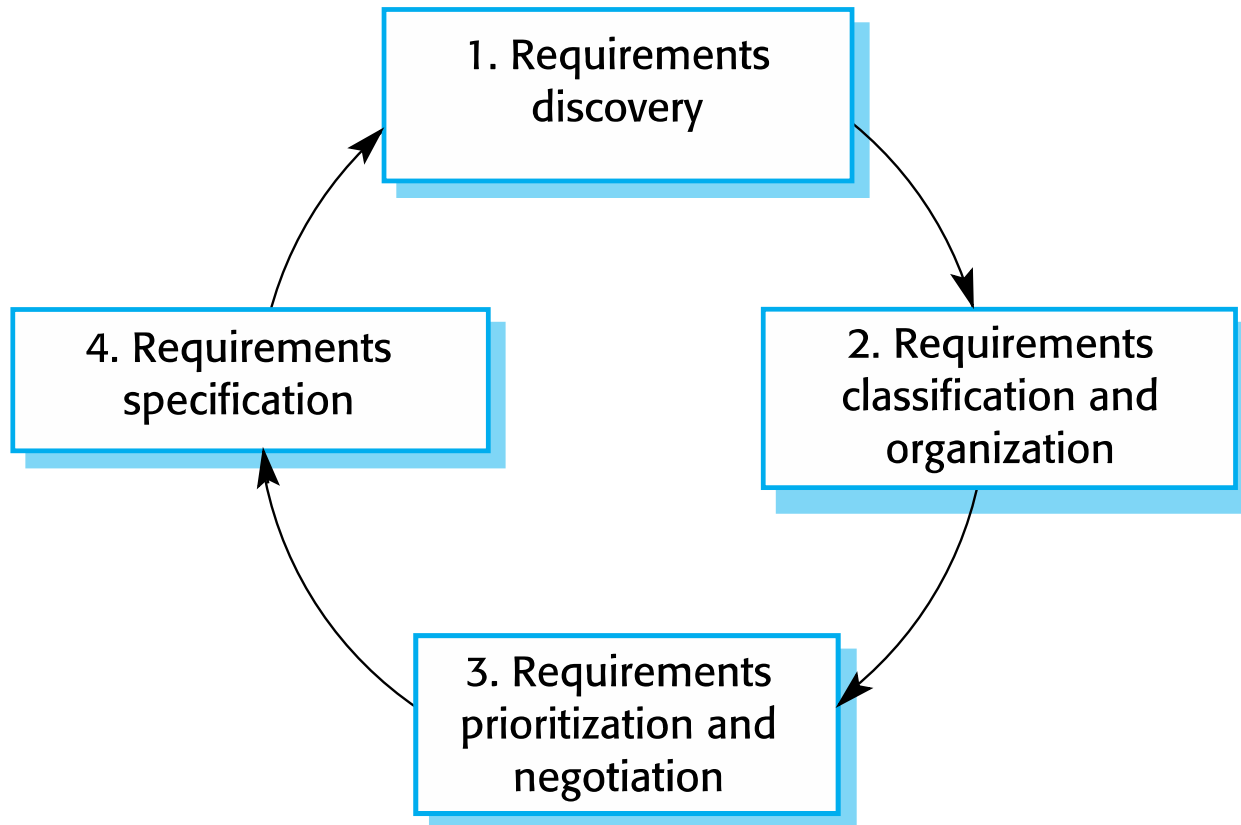 1. Requirements
discovery
2. Requirements
classification and
organization
3. Requirements
prioritization and
negotiation
4. Requirements
specification